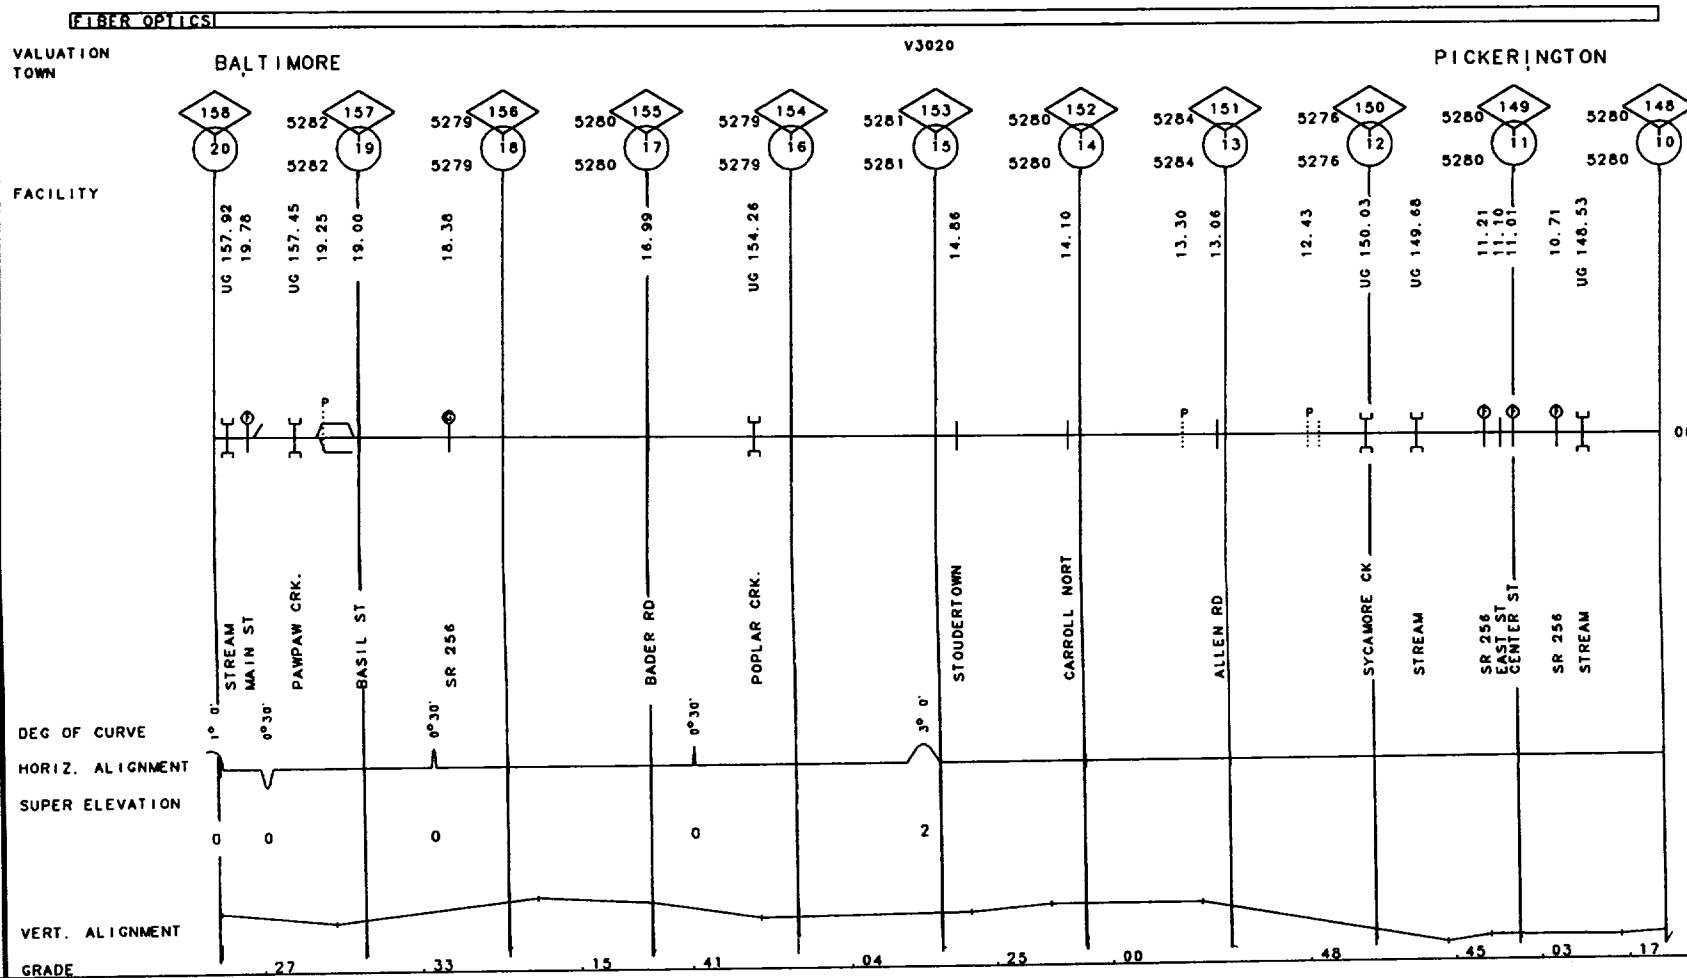 FIBER OPTICS
VALUATION
V3020
TOWN
BALTIMORE
PICKERINGTON
158 157 156 155 154 153 152 151 150 149 148
5282 5279 5280 5279 5281 5280 5284 5276 5280 5280
20 19 18 17 16 15 14 13 12 11 10
5282 5279 5280 5279 5281 5280 5284 5276 5280 5280
FACILITY
UG 157.92
19.78
UG 157.45
19.25
19.00
18.38
16.99
UG 154.26
14.86
14.10
13.30
13.06
12.43
UG 150.03
UG 149.68
11.21
11.10
11.01
10.71
UG 148.53
P
P
P
STREAM
MAIN ST
PAWPAW CRK.
BASIL ST
SR 256
BADER RD
POPLAR CRK.
STOUDERTOWN
CARROLL NORT
ALLEN RD
SYCAMORE CK
STREAM
SR 256
EAST ST
CENTER ST
SR 256
STREAM
DEG OF CURVE
1° 0'
0°30'
0°30'
0°30'
3° 0'
HORIZ. ALIGNMENT
SUPER ELEVATION
0 0 0 0 2
VERT. ALIGNMENT
GRADE
.27 .33 .15 .41 .04 .25 .00 .48 .45 .03 .17